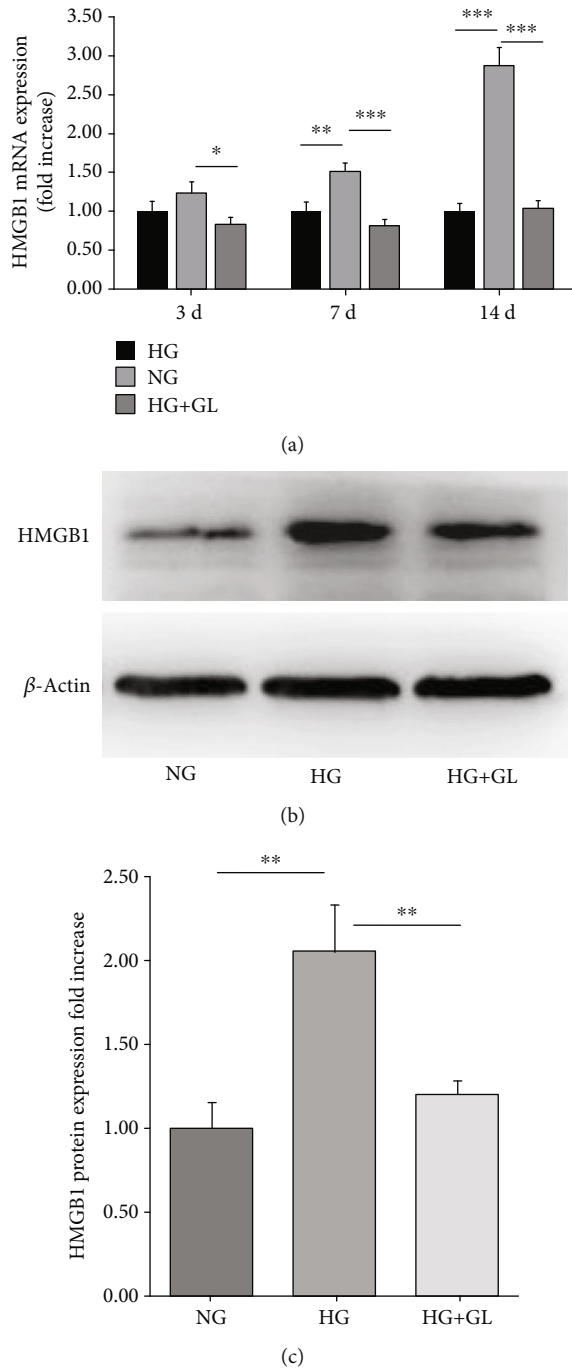 HMGB1 mRNA expression
(fold increase)
3.50
3.00
2.50
2.00
1.50
1.00
0.50
0.00
*
**
***
***
***
3 d
7 d
14 d
HG
NG
HG+GL
(a)
HMGB1
β-Actin
NG
HG
HG+GL
(b)
HMGB1 protein expression fold increase
2.50
2.00
1.50
1.00
0.50
0.00
**
**
NG
HG
HG+GL
(c)